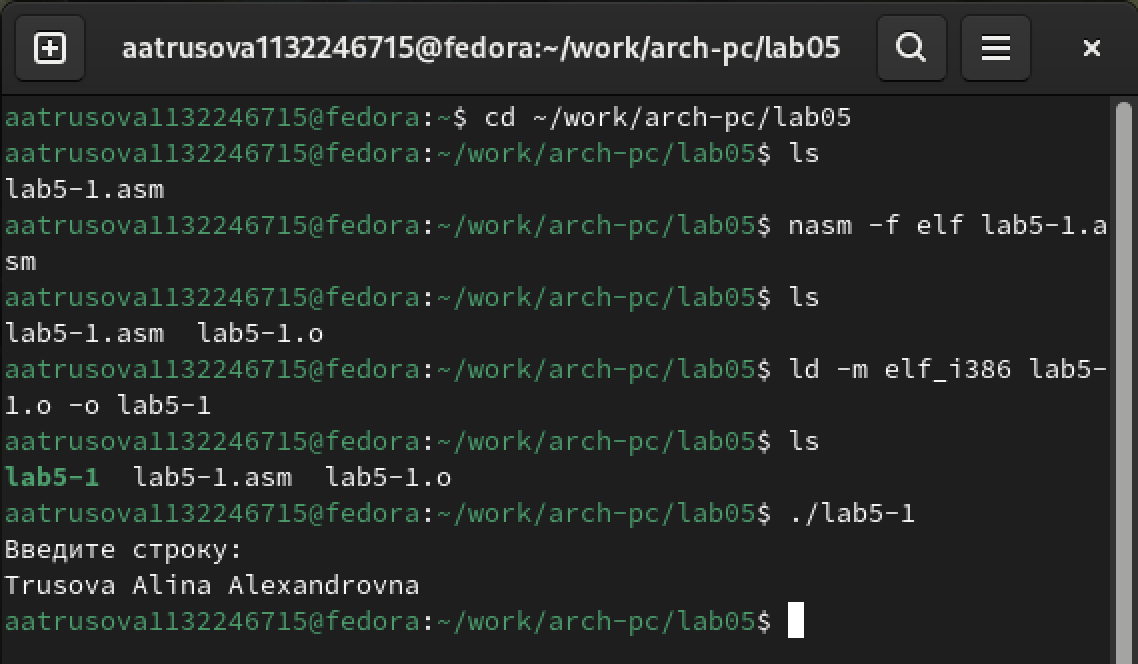 aatrusova1132246715@fedora:~/work/arch-pc/lab05
aatrusova1132246715@fedora:~$ cd ~/work/arch-pc/lab05
aatrusova1132246715@fedora:~/work/arch-pc/lab05$ ls
lab5-1.asm
aatrusova1132246715@fedora:~/work/arch-pc/lab05$ nasm -f elf lab5-1.a
sm
aatrusova1132246715@fedora:~/work/arch-pc/lab05$ ls
lab5-1.asm  lab5-1.o
aatrusova1132246715@fedora:~/work/arch-pc/lab05$ ld -m elf_i386 lab5-
1.o -o lab5-1
aatrusova1132246715@fedora:~/work/arch-pc/lab05$ ls
lab5-1  lab5-1.asm  lab5-1.o
aatrusova1132246715@fedora:~/work/arch-pc/lab05$ ./lab5-1
Введите строку:
Trusova Alina Alexandrovna
aatrusova1132246715@fedora:~/work/arch-pc/lab05$